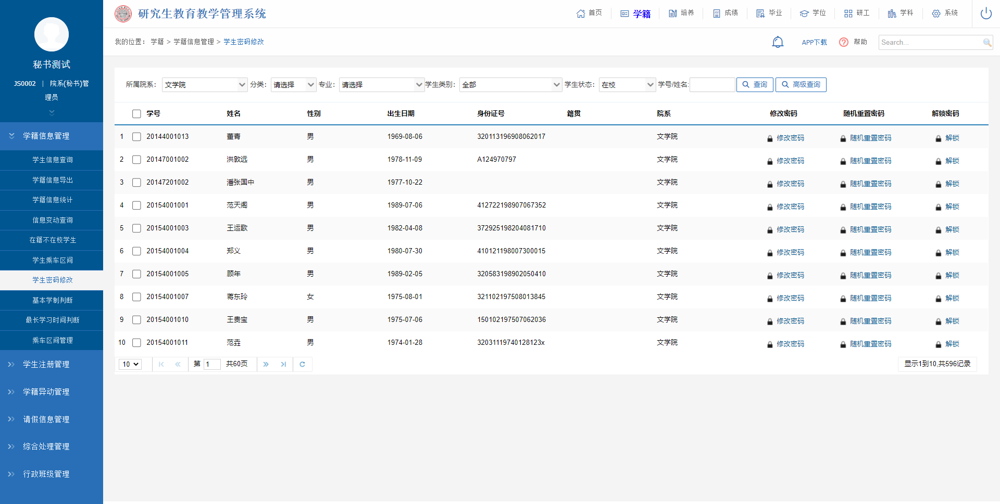 研究生教育教学管理系统
首页 学籍 培养 成绩 毕业 学位 研工 学科 系统
我的位置： 学籍 > 学籍信息管理 > 学生密码修改
APP下载 帮助 Search...
秘书测试
JS0002 | 院系(秘书)管
理员
学籍信息管理
学生信息查询
学籍信息导出
学籍信息统计
信息变动查询
在籍不在校学生
学生乘车区间
学生密码修改
基本学制判断
最长学习时间判断
乘车区间管理
学生注册管理
学籍异动管理
请假信息管理
综合处理管理
行政班级管理
所属院系： 文学院 分类： 请选择 专业： 请选择 学生类别： 全部 学生状态： 在校 学号/姓名: 查询 高级查询
学号 姓名 性别 出生日期 身份证号 籍贯 院系 修改密码 随机重置密码 解锁密码
1 20144001013 董青 男 1969-08-06 320113196908062017 文学院 修改密码 随机重置密码 解锁
2 20147001002 洪敦远 男 1978-11-09 A124970797 文学院 修改密码 随机重置密码 解锁
3 20147201002 潘张国中 男 1977-10-22 文学院 修改密码 随机重置密码 解锁
4 20154001001 范天阁 男 1989-07-06 412722198907067352 文学院 修改密码 随机重置密码 解锁
5 20154001003 王运歌 男 1982-04-08 372925198204081710 文学院 修改密码 随机重置密码 解锁
6 20154001004 郑义 男 1980-07-30 410121198007300015 文学院 修改密码 随机重置密码 解锁
7 20154001005 顾年 男 1989-02-05 320583198902050410 文学院 修改密码 随机重置密码 解锁
8 20154001007 蒋东玲 女 1975-08-01 321102197508013845 文学院 修改密码 随机重置密码 解锁
9 20154001010 王贵宝 男 1975-07-06 150102197507062036 文学院 修改密码 随机重置密码 解锁
10 20154001011 范垚 男 1974-01-28 32031119740128123x 文学院 修改密码 随机重置密码 解锁
10 第 1 共60页 显示1到10,共596记录